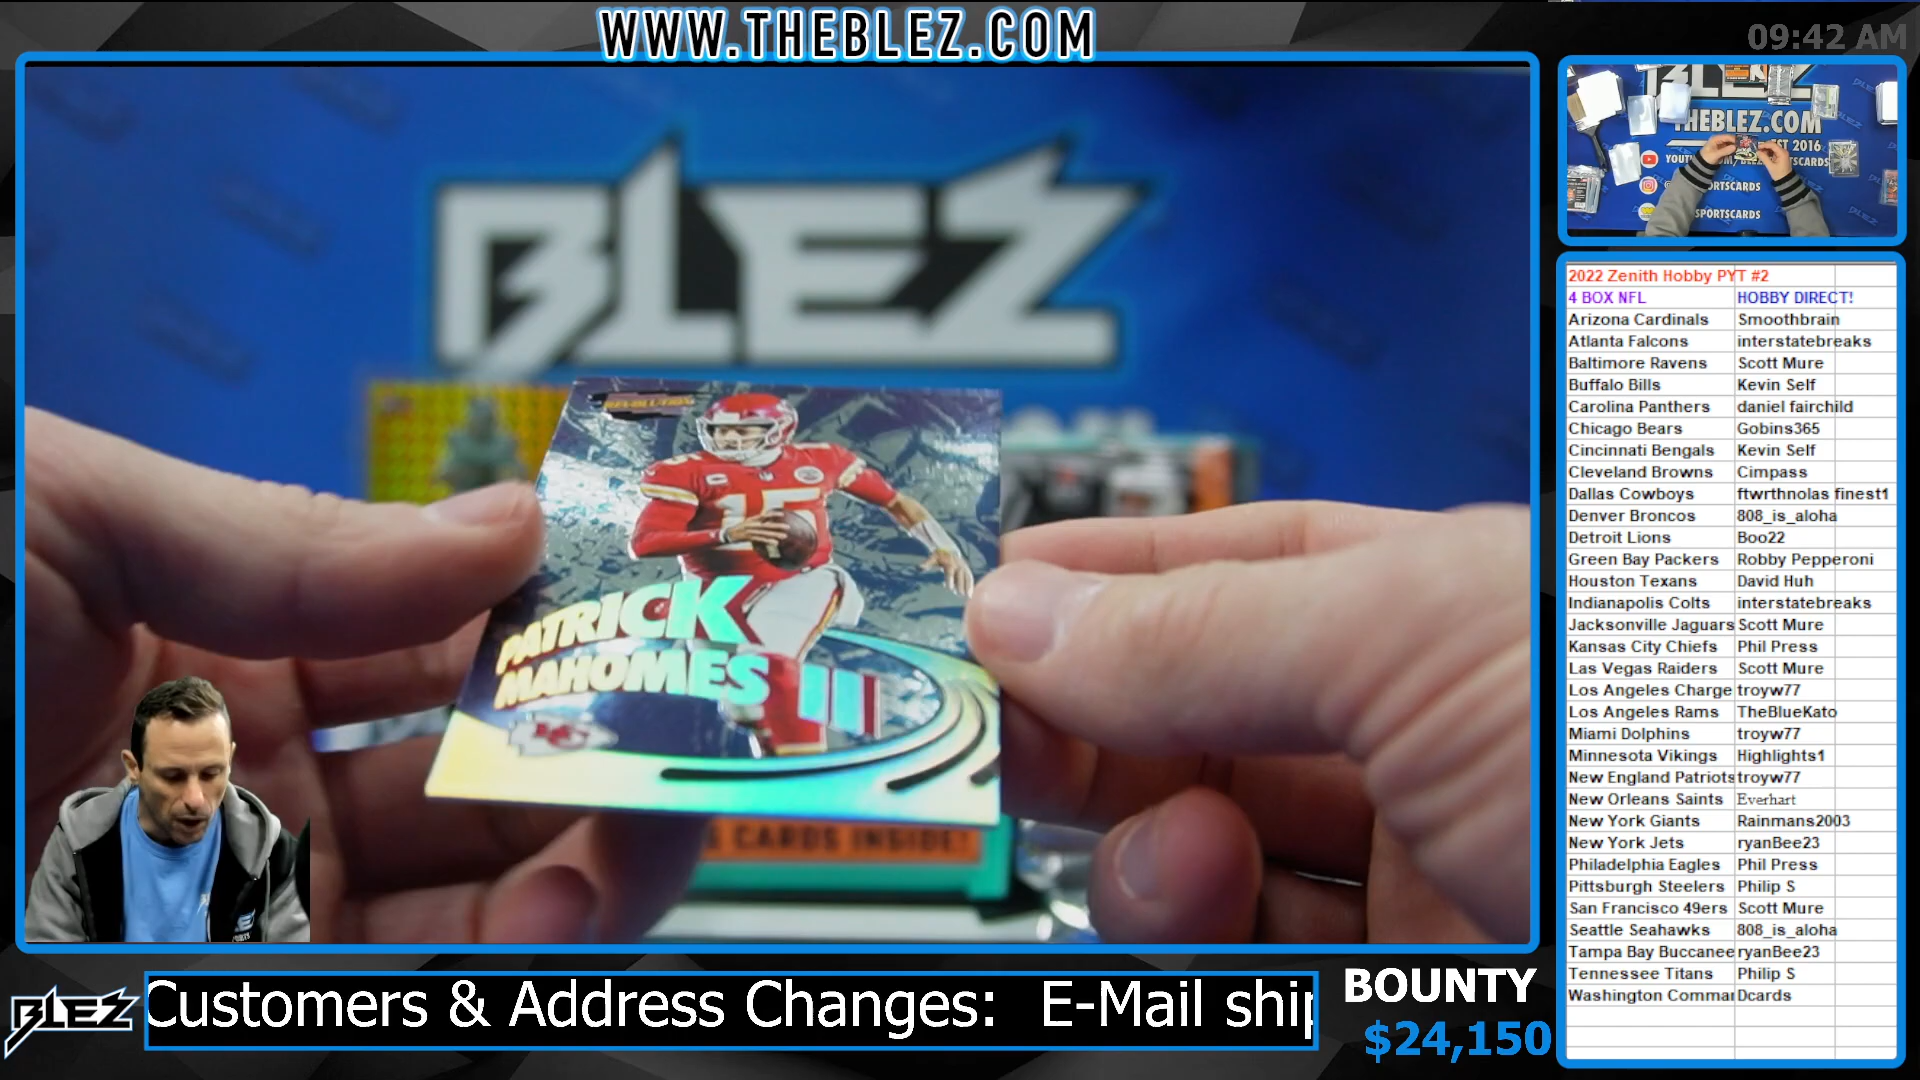 WWW.THEBLEZ.COM
09:42 AM
BLEZ
THEBLEZ.COM
EST 2016
SPORTSCARDS
REVOLUTION
15
PATRICK
MAHOMES II
KC
CARDS INSIDE!
2022 Zenith Hobby PYT #2
4 BOX NFL HOBBY DIRECT!
Arizona Cardinals Smoothbrain
Atlanta Falcons interstatebreaks
Baltimore Ravens Scott Mure
Buffalo Bills Kevin Self
Carolina Panthers daniel fairchild
Chicago Bears Gobins365
Cincinnati Bengals Kevin Self
Cleveland Browns Cimpass
Dallas Cowboys ftwrthnolas finest1
Denver Broncos 808_is_aloha
Detroit Lions Boo22
Green Bay Packers Robby Pepperoni
Houston Texans David Huh
Indianapolis Colts interstatebreaks
Jacksonville Jaguars Scott Mure
Kansas City Chiefs Phil Press
Las Vegas Raiders Scott Mure
Los Angeles Charge troyw77
Los Angeles Rams TheBlueKato
Miami Dolphins troyw77
Minnesota Vikings Highlights1
New England Patriots troyw77
New Orleans Saints Everhart
New York Giants Rainmans2003
New York Jets ryanBee23
Philadelphia Eagles Phil Press
Pittsburgh Steelers Philip S
San Francisco 49ers Scott Mure
Seattle Seahawks 808_is_aloha
Tampa Bay Buccanee ryanBee23
Tennessee Titans Philip S
Washington Comma Dcards
BLEZ
Customers & Address Changes: E-Mail ship
BOUNTY
$24,150